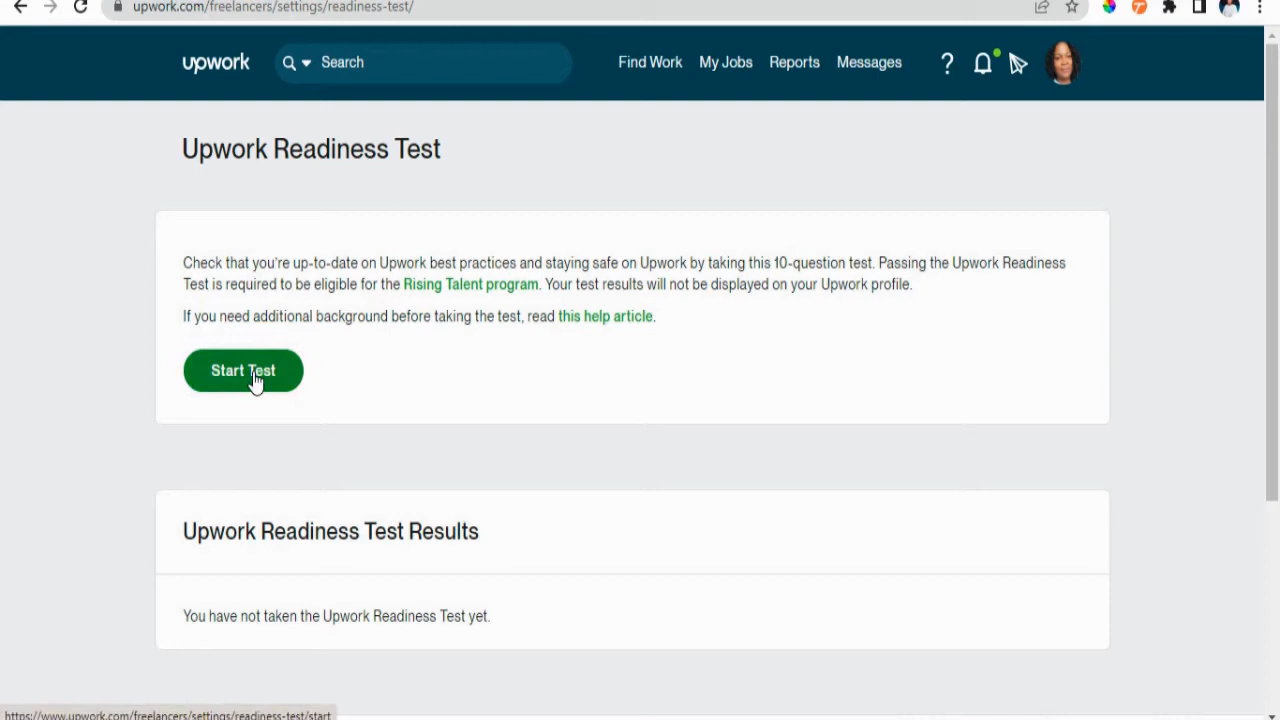 upwork.com/freelancers/settings/readiness-test/
upwork Search Find Work My Jobs Reports Messages ?
Upwork Readiness Test
Check that you're up-to-date on Upwork best practices and staying safe on Upwork by taking this 10-question test. Passing the Upwork Readiness
Test is required to be eligible for the Rising Talent program. Your test results will not be displayed on your Upwork profile.
If you need additional background before taking the test, read this help article.
Start Test
Upwork Readiness Test Results
You have not taken the Upwork Readiness Test yet.
https://www.upwork.com/freelancers/settings/readiness-test/start